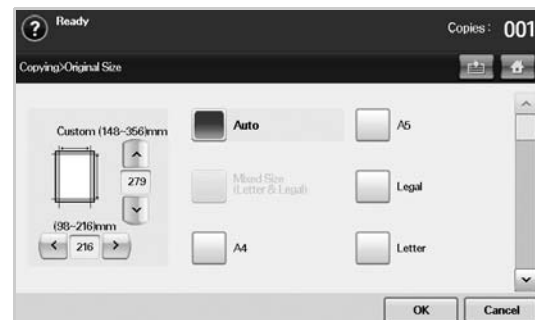 Ready
Copies: 001
Copying>Original Size
Custom (148~356)mm
279
(98~216)mm
216
Auto
A5
Mixed Size
(Letter & Legal)
Legal
A4
Letter
OK
Cancel